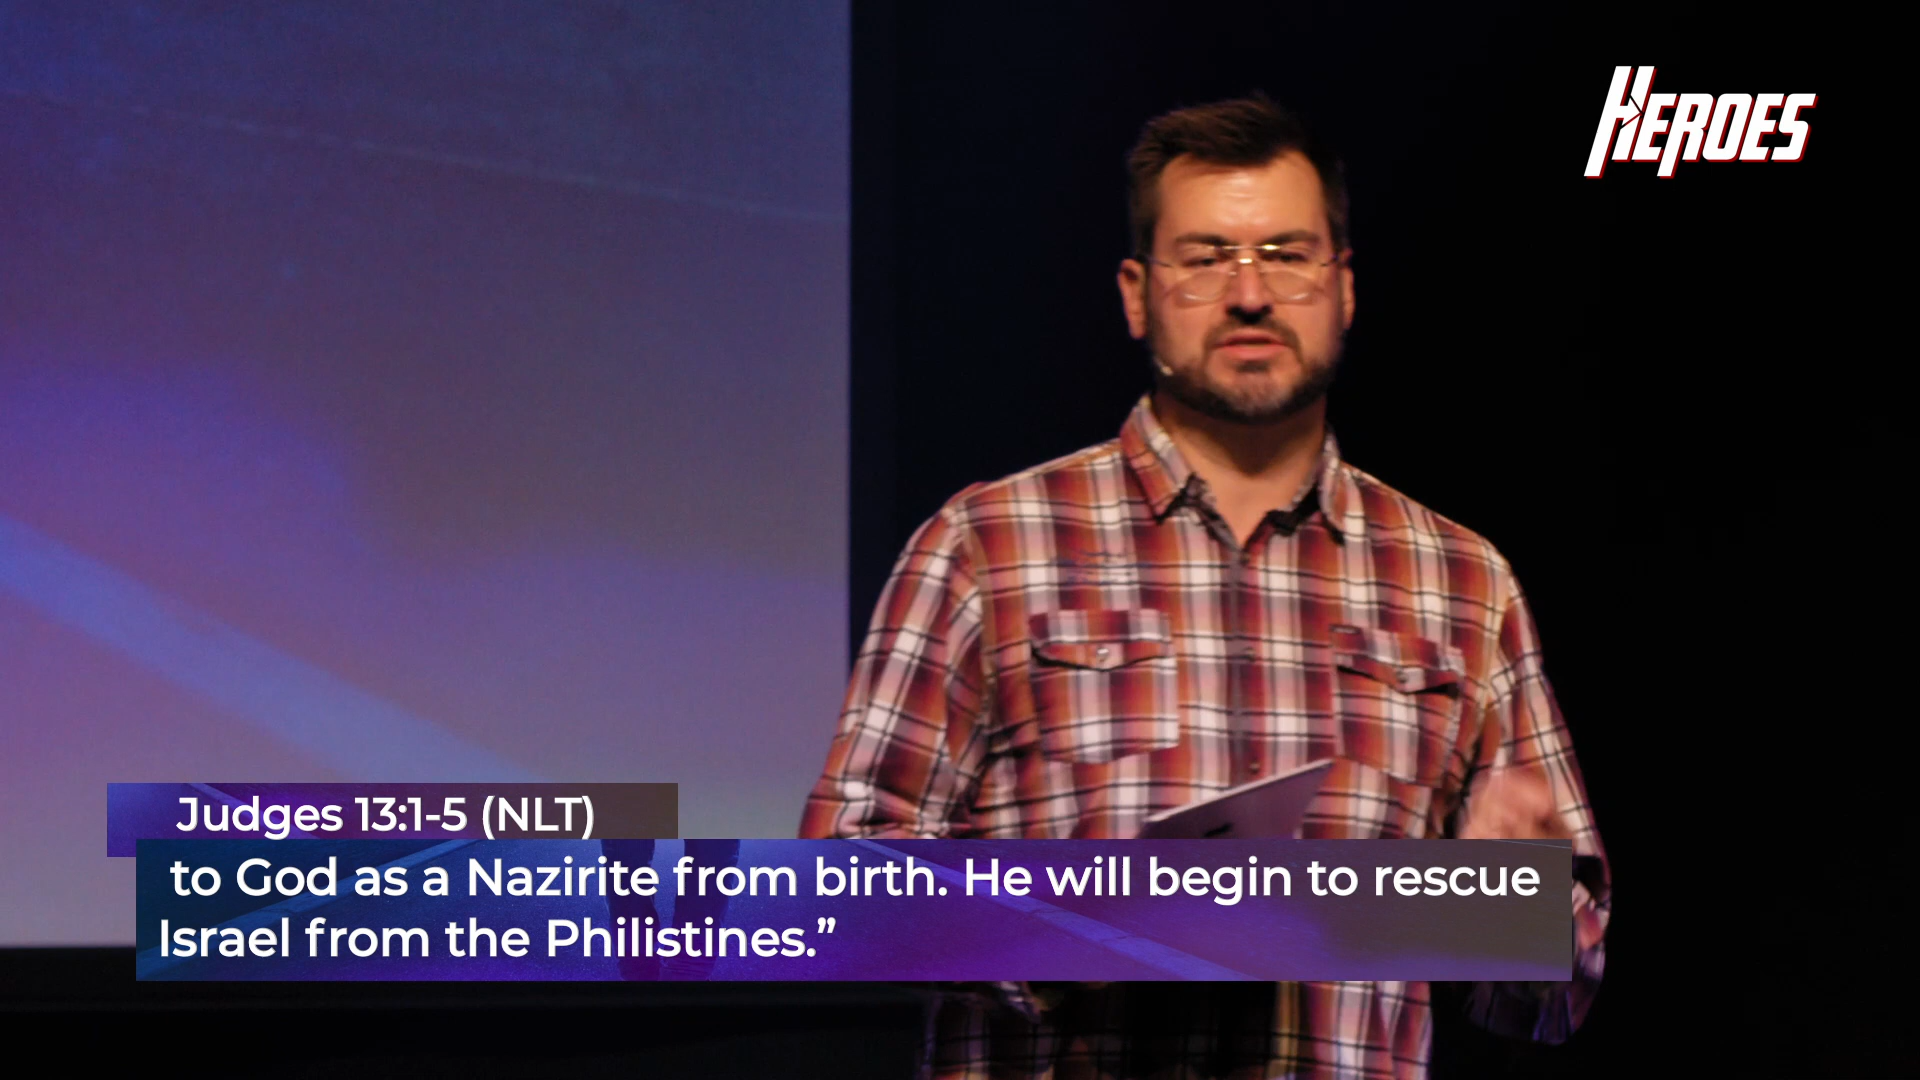 HEROES
Judges 13:1-5 (NLT)
to God as a Nazirite from birth. He will begin to rescue
Israel from the Philistines.”